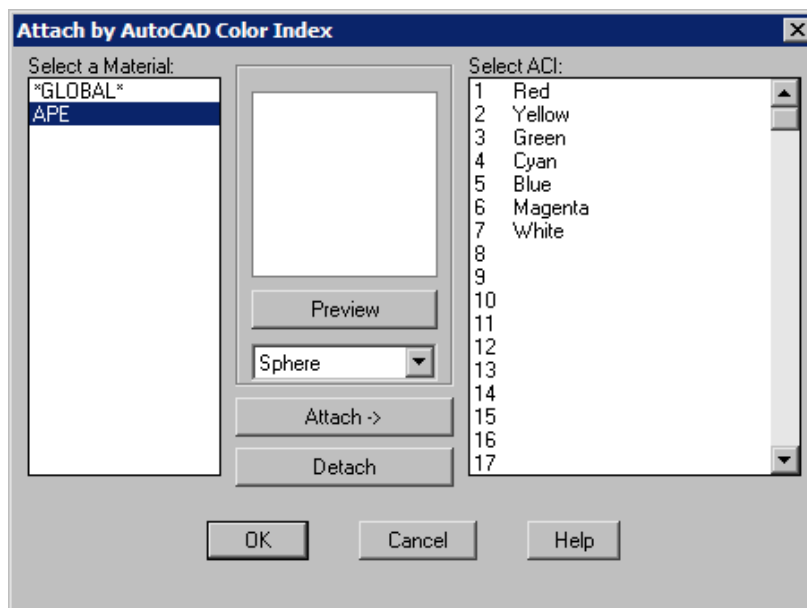 Attach by AutoCAD Color Index
Select a Material:
*GLOBAL*
APE
Preview
Sphere
Attach ->
Detach
Select ACI:
1 Red
2 Yellow
3 Green
4 Cyan
5 Blue
6 Magenta
7 White
8
9
10
11
12
13
14
15
16
17
OK Cancel Help